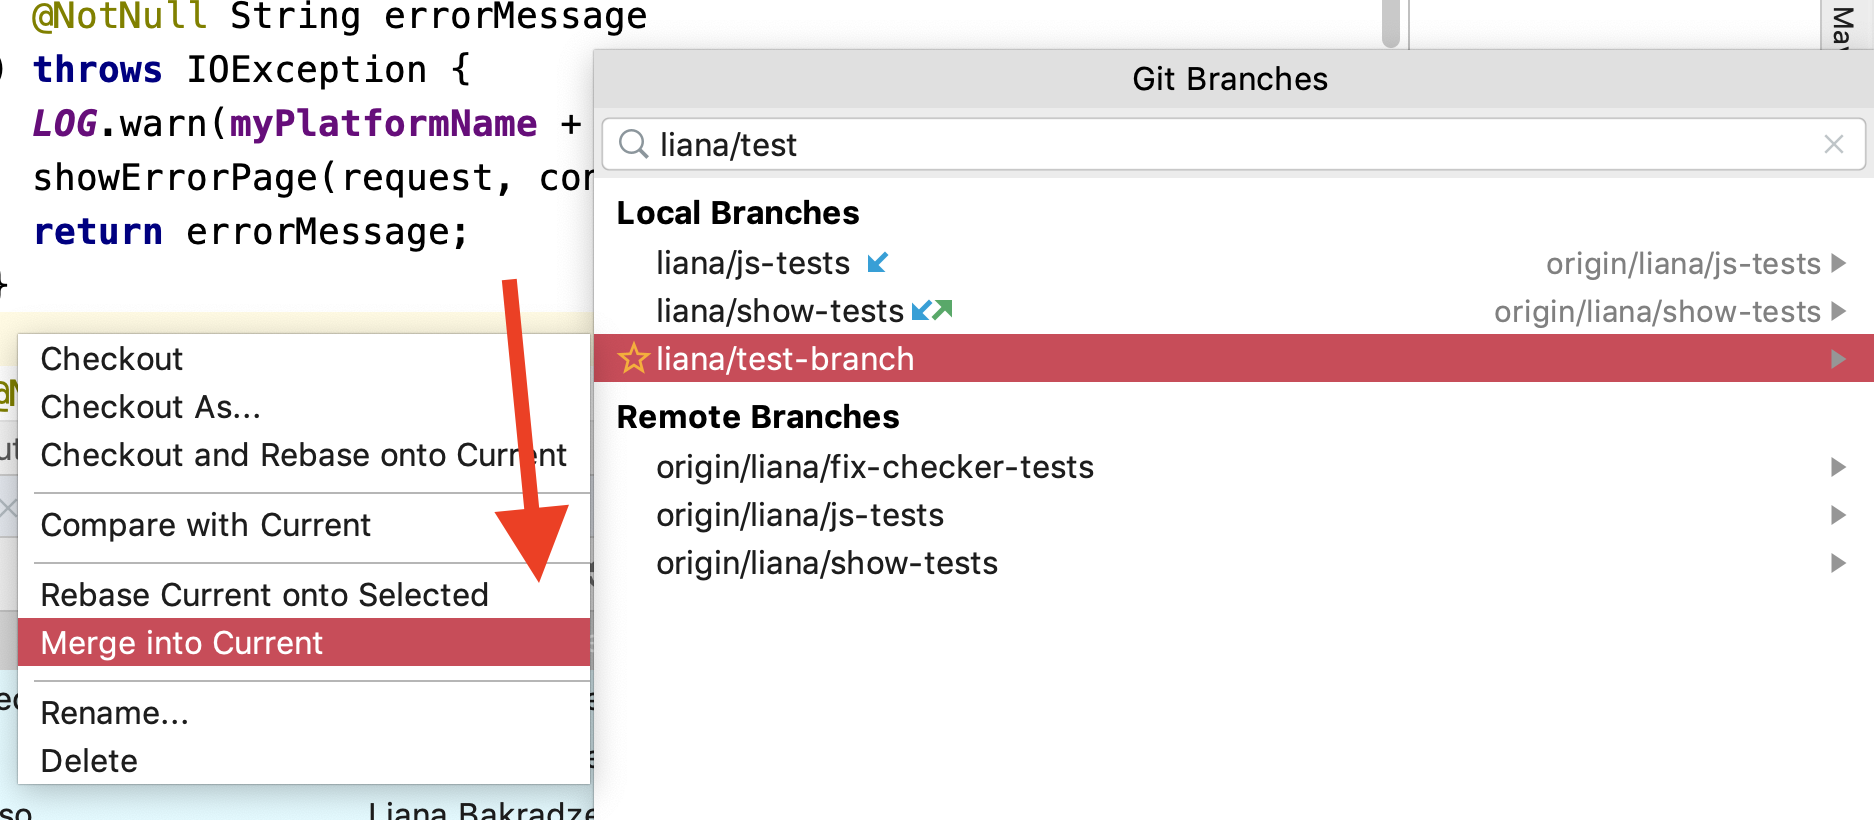 @NotNull String errorMessage
) throws IOException {
LOG.warn(myPlatformName +
showErrorPage(request, con
return errorMessage;
}
Git Branches
liana/test
Local Branches
liana/js-tests origin/liana/js-tests
liana/show-tests origin/liana/show-tests
liana/test-branch
Remote Branches
origin/liana/fix-checker-tests
origin/liana/js-tests
origin/liana/show-tests
Checkout
Checkout As...
Checkout and Rebase onto Current
Compare with Current
Rebase Current onto Selected
Merge into Current
Rename...
Delete
Liana Bakradze